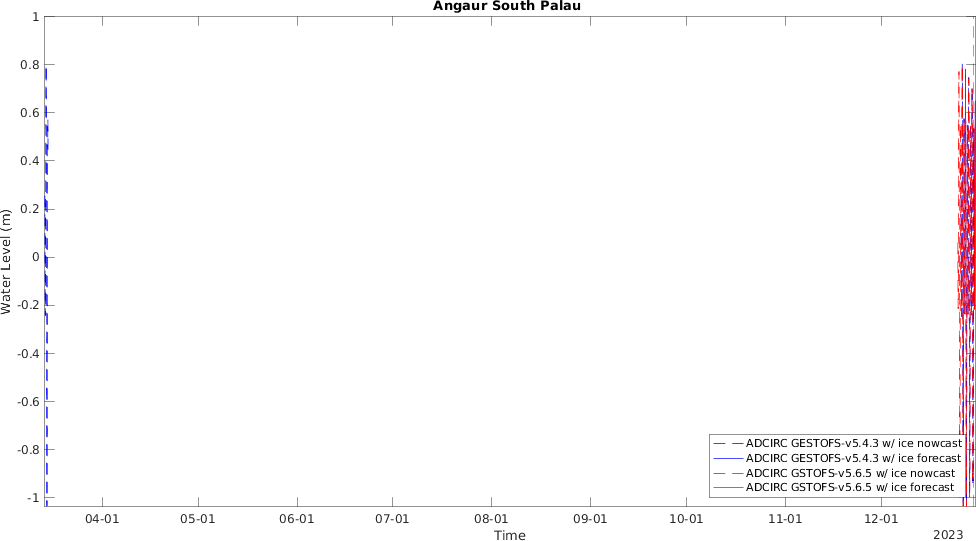 Angaur South Palau
1
0.8
0.6
0.4
0.2
0
-0.2
-0.4
-0.6
-0.8
-1
Water Level (m)
ADCIRC GESTOFS-v5.4.3 w/ ice nowcast
ADCIRC GESTOFS-v5.4.3 w/ ice forecast
ADCIRC GSTOFS-v5.6.5 w/ ice nowcast
ADCIRC GSTOFS-v5.6.5 w/ ice forecast
04-01 05-01 06-01 07-01 08-01 09-01 10-01 11-01 12-01
Time
2023